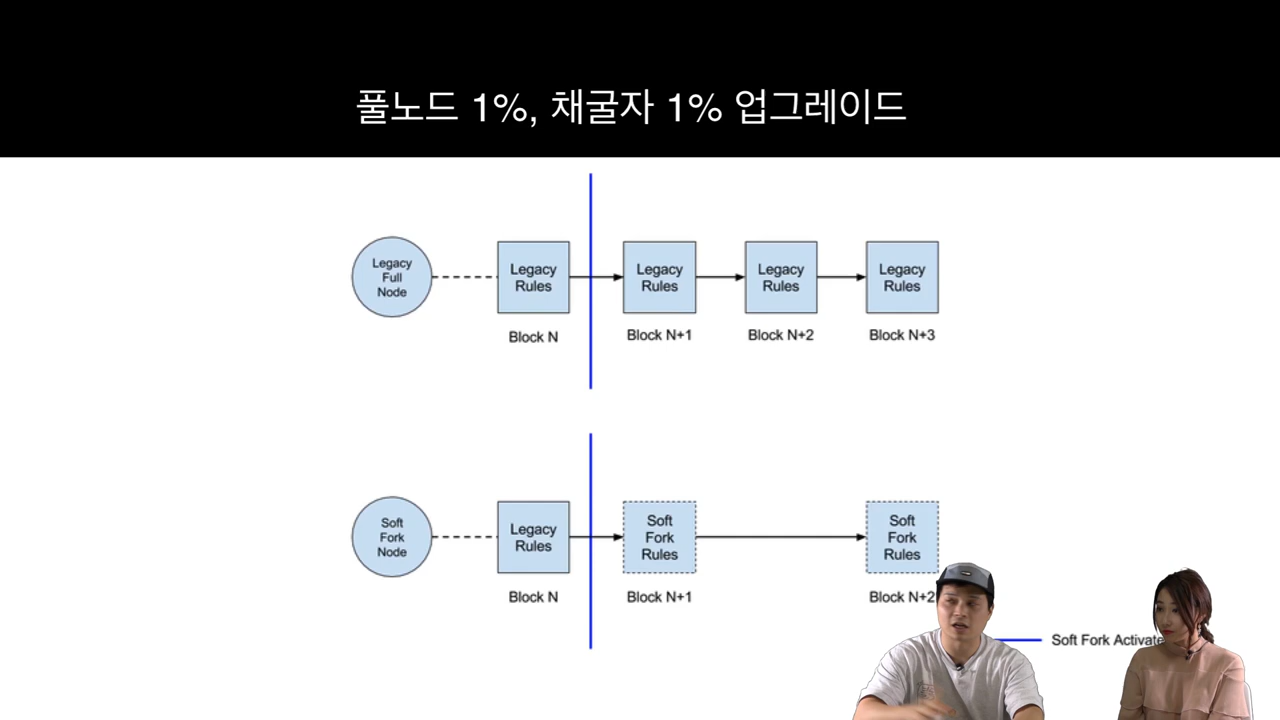 풀노드 1%, 채굴자 1% 업그레이드
Legacy
Full
Node
Legacy
Rules
Legacy
Rules
Legacy
Rules
Legacy
Rules
Block N
Block N+1
Block N+2
Block N+3
Soft
Fork
Node
Legacy
Rules
Soft
Fork
Rules
Soft
Fork
Rules
Block N
Block N+1
Block N+2
Soft Fork Activate